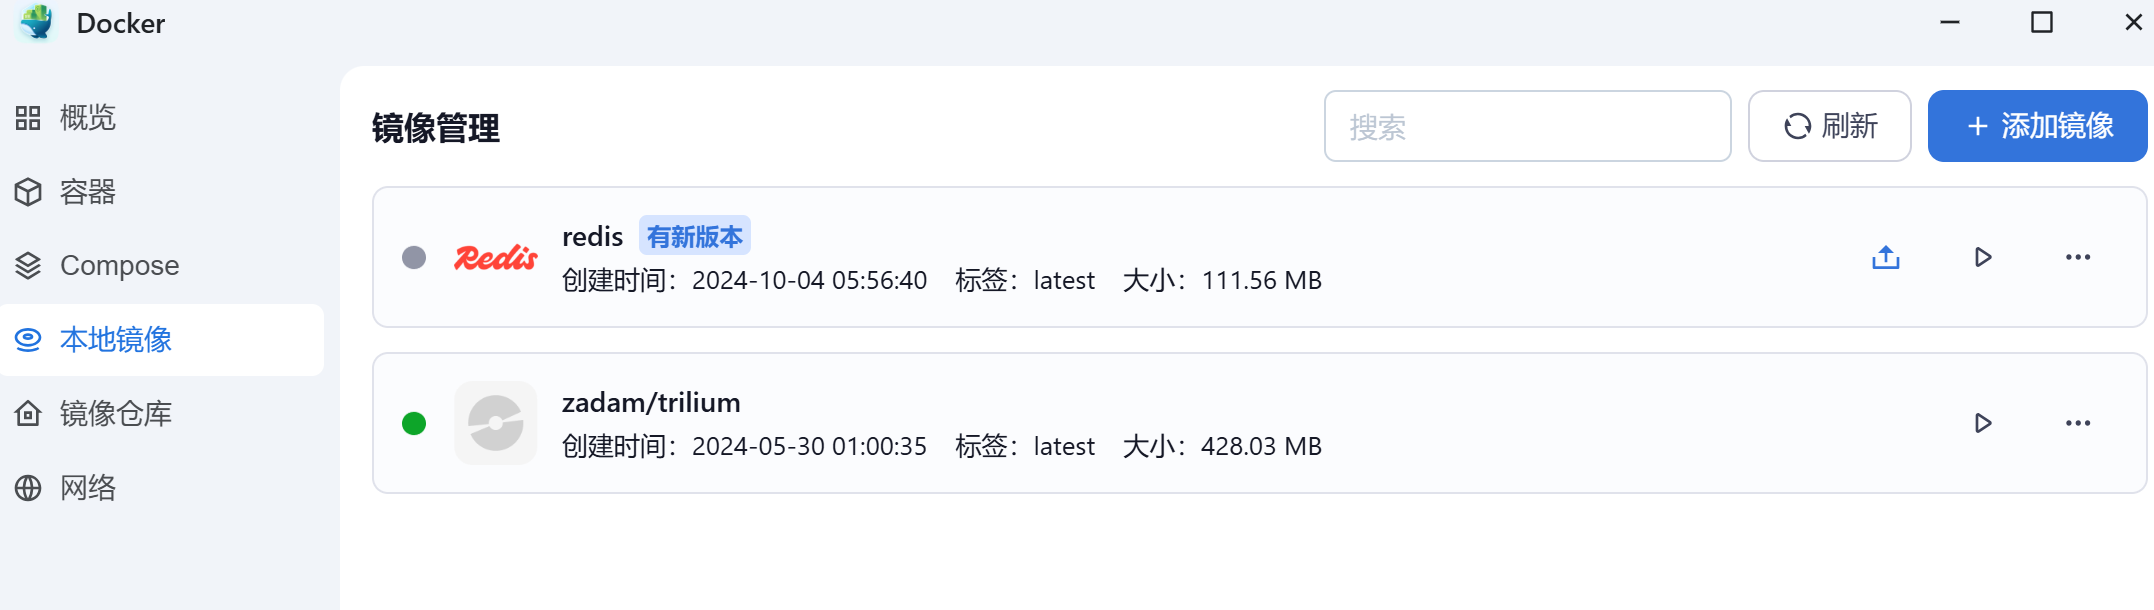 Docker
概览
容器
Compose
本地镜像
镜像仓库
网络
镜像管理
搜索
刷新
+ 添加镜像
Redis
redis 有新版本
创建时间：2024-10-04 05:56:40 标签：latest 大小：111.56 MB
zadam/trilium
创建时间：2024-05-30 01:00:35 标签：latest 大小：428.03 MB